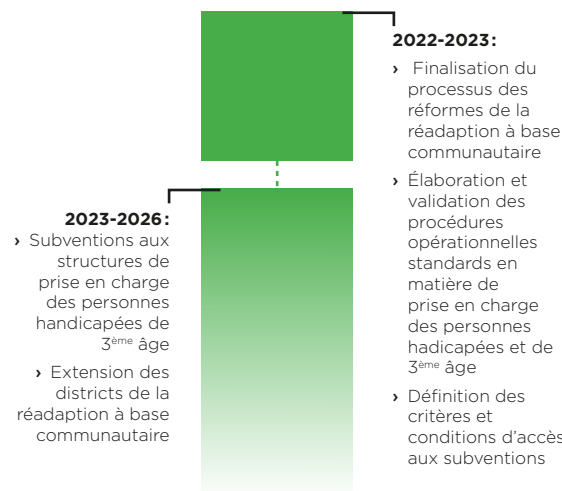 2022-2023 :
› Finalisation du
processus des
réformes de la
réadaption à base
communautaire
› Élaboration et
validation des
procédures
opérationnelles
standards en
matière de
prise en charge
des personnes
hadicapées et de
3ème âge
› Définition des
critères et
conditions d'accès
aux subventions
2023-2026 :
› Subventions aux
structures de
prise en charge
des personnes
handicapées de
3ème âge
› Extension des
districts de la
réadaption à base
communautaire